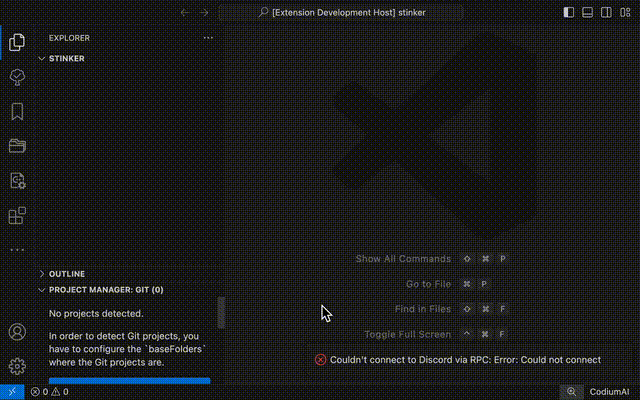 [Extension Development Host] stinker
EXPLORER
STINKER
OUTLINE
PROJECT MANAGER: GIT (0)
No projects detected.
In order to detect Git projects, you
have to configure the `baseFolders`
where the Git projects are.
Show All Commands ⇧ ⌘ P
Go to File ⌘ P
Find in Files ⇧ ⌘ F
Toggle Full Screen ^ ⌘ F
Couldn't connect to Discord via RPC: Error: Could not connect
0 0
CodiumAI